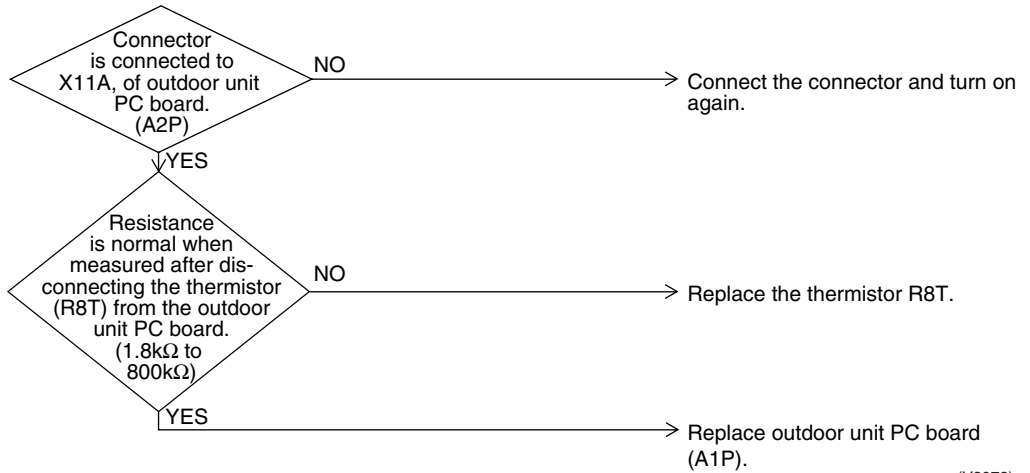 Connector
is connected to
X11A, of outdoor unit
PC board.
(A2P)
NO
Connect the connector and turn on
again.
YES
Resistance
is normal when
measured after dis-
connecting the thermistor
(R8T) from the outdoor
unit PC board.
(1.8kΩ to
800kΩ)
NO
Replace the thermistor R8T.
YES
Replace outdoor unit PC board
(A1P).